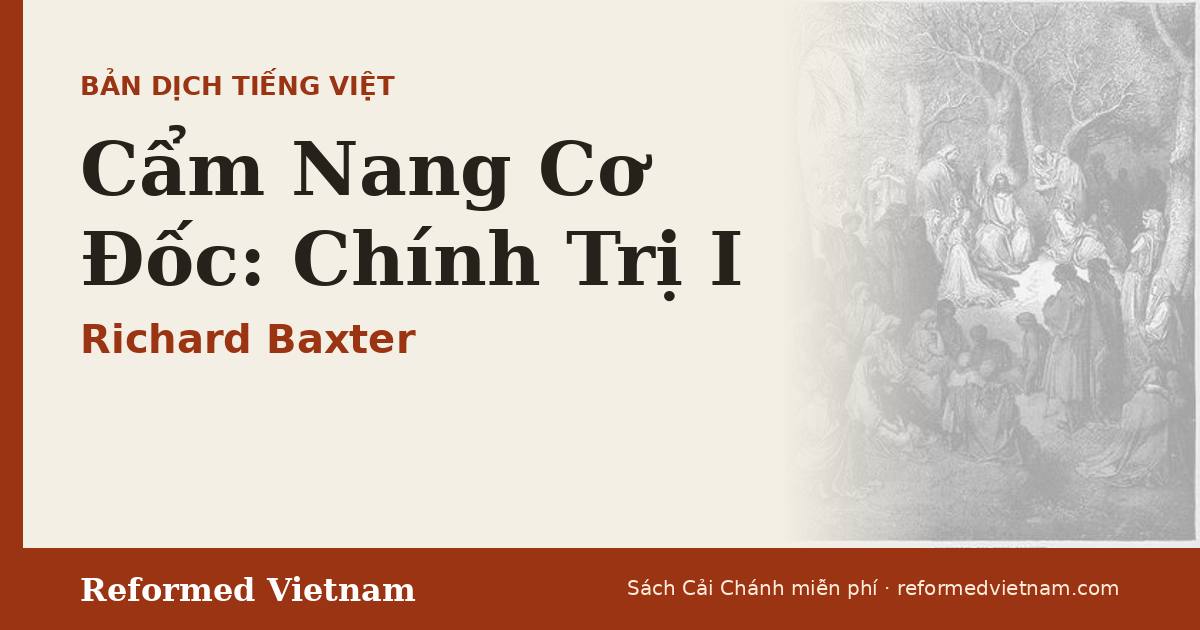 BẢN DỊCH TIẾNG VIỆT
Cẩm Nang Cơ
Đốc: Chính Trị I
Richard Baxter
Reformed Vietnam
Sách Cải Chánh miễn phí · reformedvietnam.com